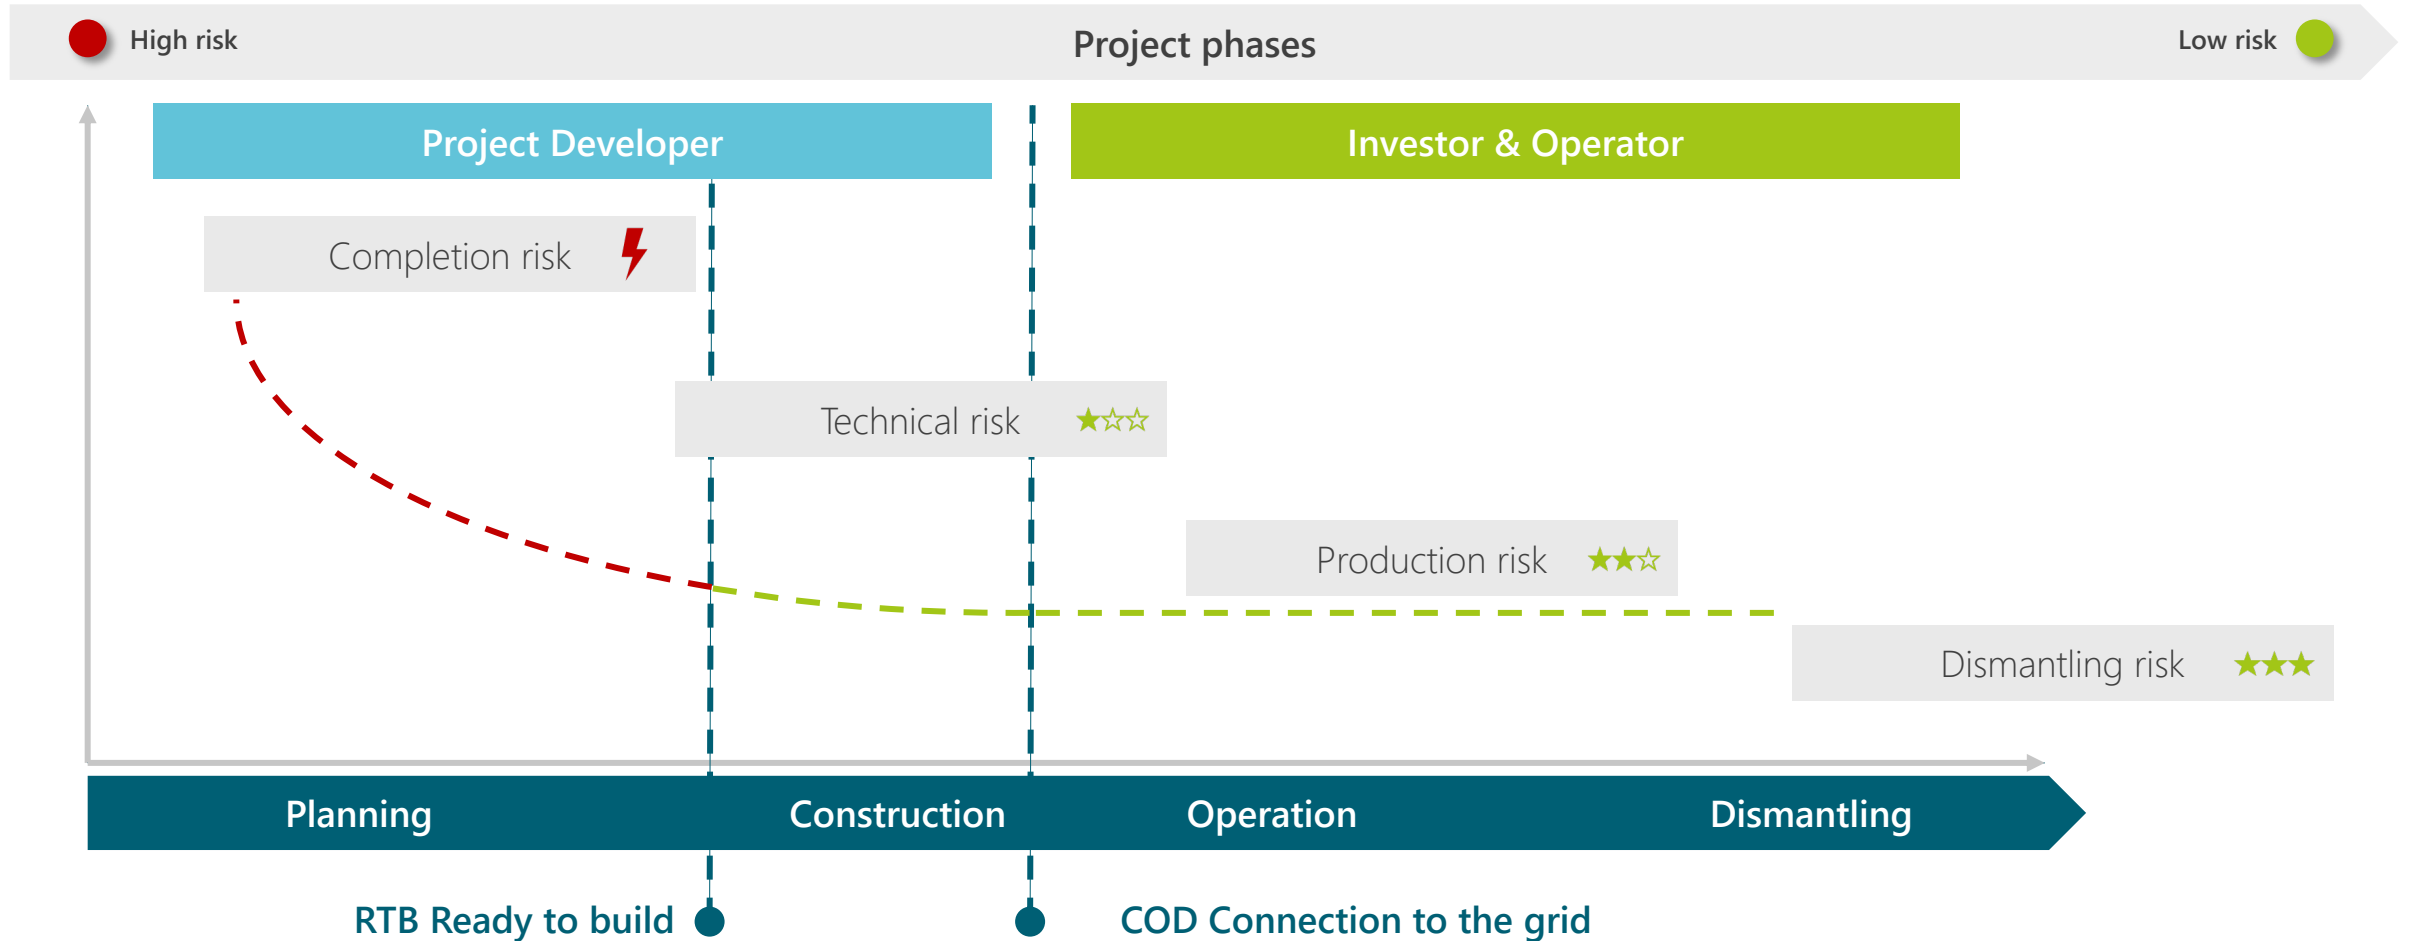 High risk
Project phases
Low risk
Project Developer
Investor & Operator
Completion risk
Technical risk
Production risk
Dismantling risk
Planning
Construction
Operation
Dismantling
RTB Ready to build
COD Connection to the grid